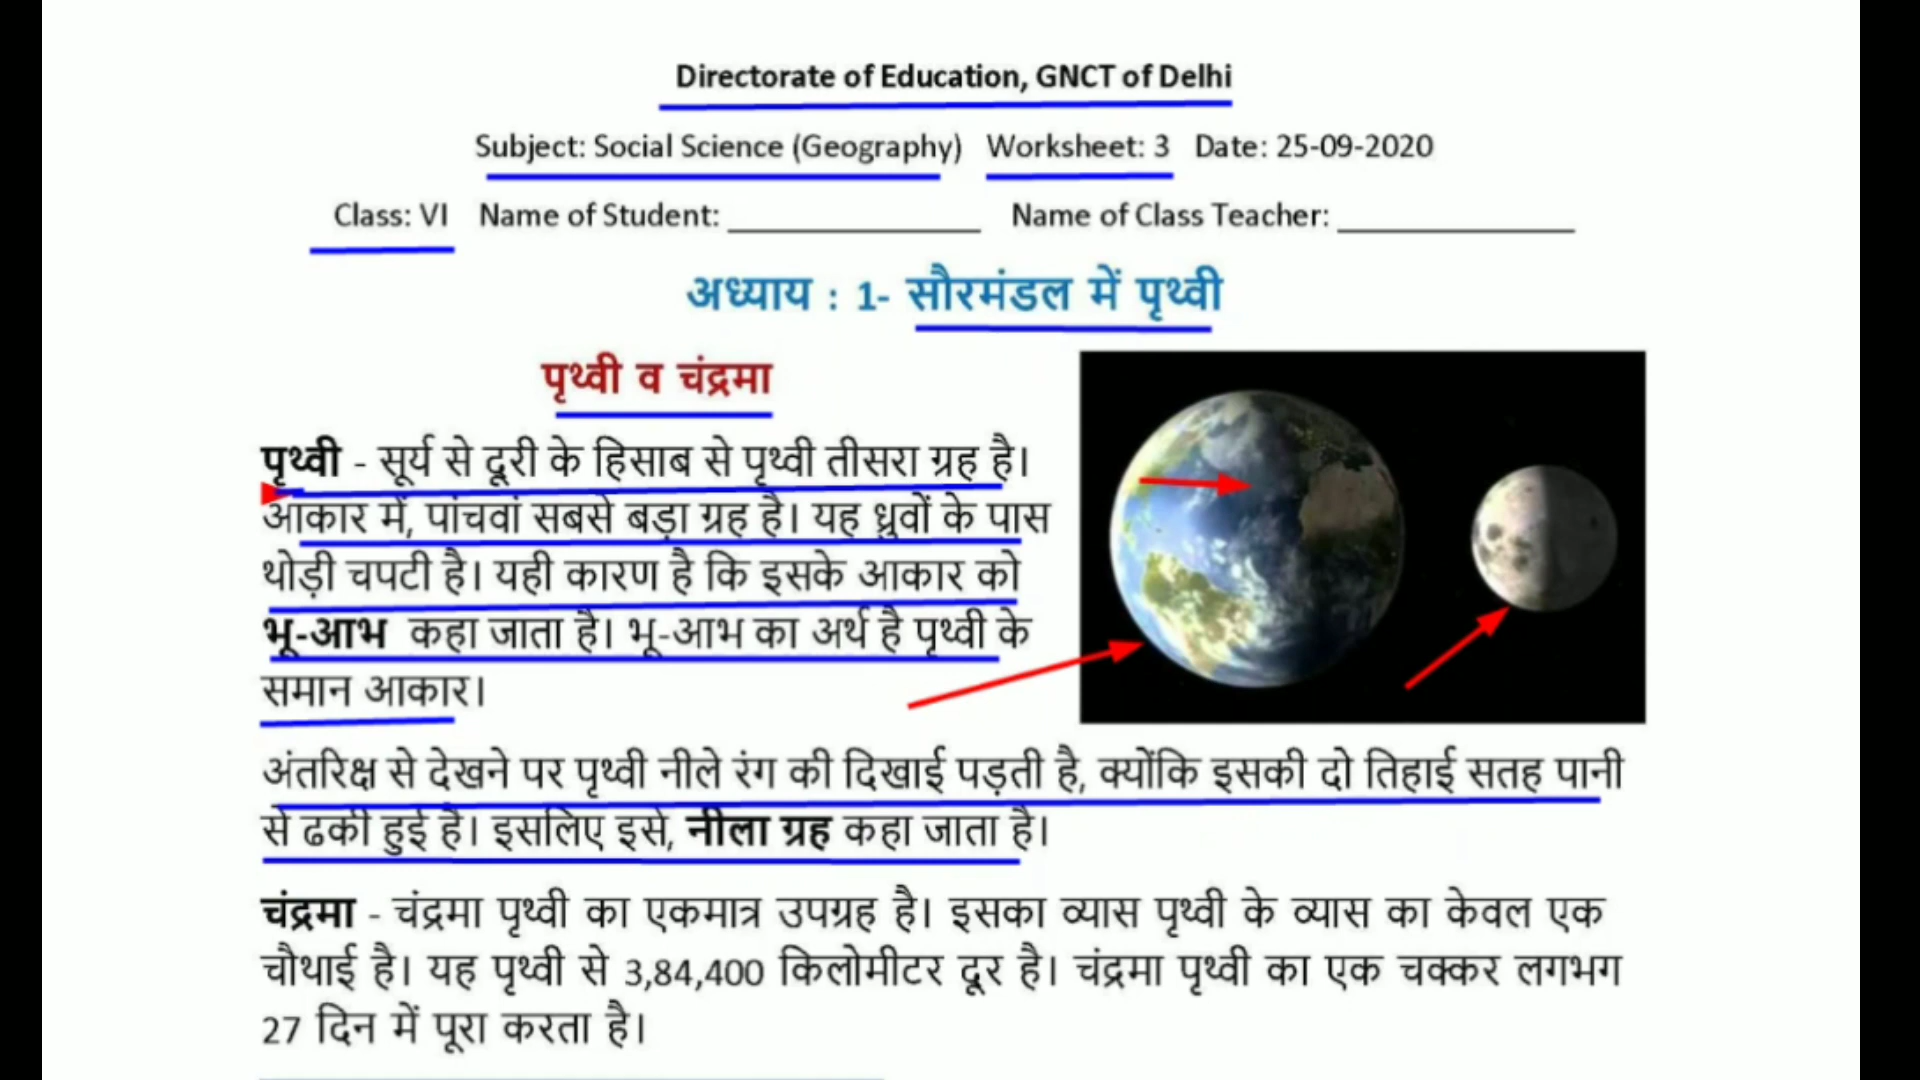 Directorate of Education, GNCT of Delhi
Subject: Social Science (Geography) Worksheet: 3 Date: 25-09-2020
Class: VI Name of Student: ________________ Name of Class Teacher: _______________
अध्याय : 1- सौरमंडल में पृथ्वी
पृथ्वी व चंद्रमा
पृथ्वी - सूर्य से दूरी के हिसाब से पृथ्वी तीसरा ग्रह है।
आकार में, पांचवां सबसे बड़ा ग्रह है। यह ध्रुवों के पास
थोड़ी चपटी है। यही कारण है कि इसके आकार को
भू-आभ कहा जाता है। भू-आभ का अर्थ है पृथ्वी के
समान आकार।
अंतरिक्ष से देखने पर पृथ्वी नीले रंग की दिखाई पड़ती है, क्योंकि इसकी दो तिहाई सतह पानी
से ढकी हुई है। इसलिए इसे, नीला ग्रह कहा जाता है।
चंद्रमा - चंद्रमा पृथ्वी का एकमात्र उपग्रह है। इसका व्यास पृथ्वी के व्यास का केवल एक
चौथाई है। यह पृथ्वी से 3,84,400 किलोमीटर दूर है। चंद्रमा पृथ्वी का एक चक्कर लगभग
27 दिन में पूरा करता है।